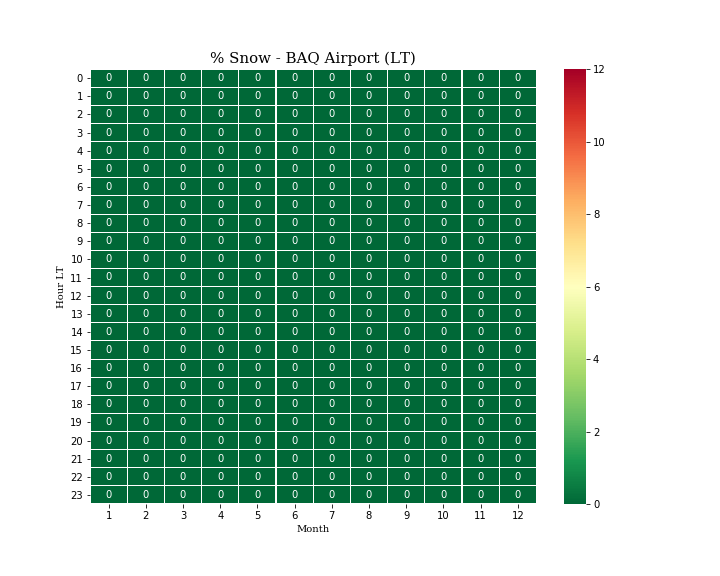 % Snow - BAQ Airport (LT)
0 0 0 0 0 0 0 0 0 0 0 0 0
1 0 0 0 0 0 0 0 0 0 0 0 0
2 0 0 0 0 0 0 0 0 0 0 0 0
3 0 0 0 0 0 0 0 0 0 0 0 0
4 0 0 0 0 0 0 0 0 0 0 0 0
5 0 0 0 0 0 0 0 0 0 0 0 0
6 0 0 0 0 0 0 0 0 0 0 0 0
7 0 0 0 0 0 0 0 0 0 0 0 0
8 0 0 0 0 0 0 0 0 0 0 0 0
9 0 0 0 0 0 0 0 0 0 0 0 0
10 0 0 0 0 0 0 0 0 0 0 0 0
11 0 0 0 0 0 0 0 0 0 0 0 0
12 0 0 0 0 0 0 0 0 0 0 0 0
13 0 0 0 0 0 0 0 0 0 0 0 0
14 0 0 0 0 0 0 0 0 0 0 0 0
15 0 0 0 0 0 0 0 0 0 0 0 0
16 0 0 0 0 0 0 0 0 0 0 0 0
17 0 0 0 0 0 0 0 0 0 0 0 0
18 0 0 0 0 0 0 0 0 0 0 0 0
19 0 0 0 0 0 0 0 0 0 0 0 0
20 0 0 0 0 0 0 0 0 0 0 0 0
21 0 0 0 0 0 0 0 0 0 0 0 0
22 0 0 0 0 0 0 0 0 0 0 0 0
23 0 0 0 0 0 0 0 0 0 0 0 0
1 2 3 4 5 6 7 8 9 10 11 12
Month
Hour LT
12
10
8
6
4
2
0